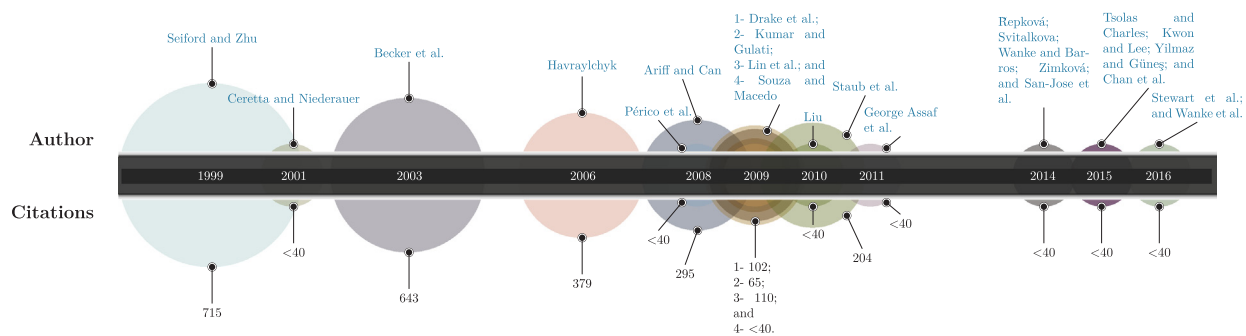 Seiford and Zhu
Ceretta and Niederauer
Becker et al.
Havraylchyk
Ariff and Can
Périco et al.
1- Drake et al.;
2- Kumar and
Gulati;
3- Lin et al.; and
4- Souza and
Macedo
Liu
Staub et al.
George Assaf
et al.
Repková;
Svitalkova;
Wanke and Bar-
ros; Zimková;
and San-Jose et
al.
Tsolas and
Charles; Kwon
and Lee; Yilmaz
and Güneş; and
Chan et al.
Stewart et al.;
and Wanke et al.
Author
1999
2001
2003
2006
2008
2009
2010
2011
2014
2015
2016
Citations
715
<40
643
379
<40
295
1- 102;
2- 65;
3- 110;
and
4- <40.
<40
204
<40
<40
<40
<40